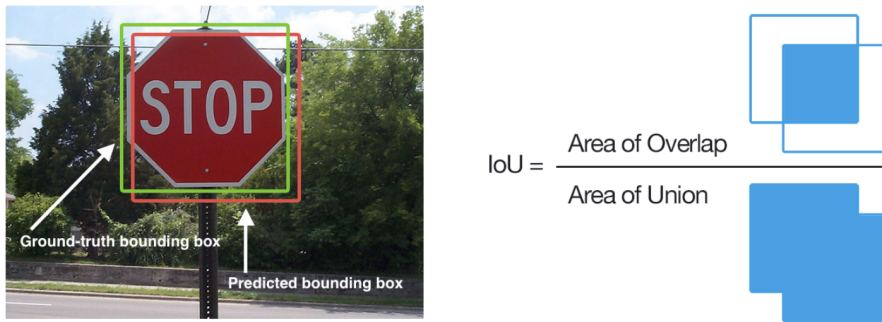 STOP
Ground-truth bounding box
Predicted bounding box
IoU =
Area of Overlap
Area of Union